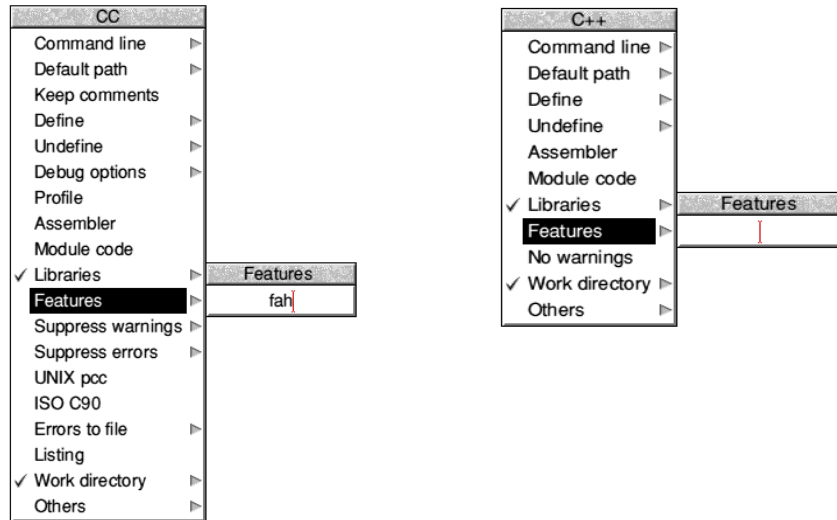 CC
Command line
Default path
Keep comments
Define
Undefine
Debug options
Profile
Assembler
Module code
Libraries
Features
Suppress warnings
Suppress errors
UNIX pcc
ISO C90
Errors to file
Listing
Work directory
Others
Features
fah
C++
Command line
Default path
Define
Undefine
Assembler
Module code
Libraries
Features
No warnings
Work directory
Others
Features